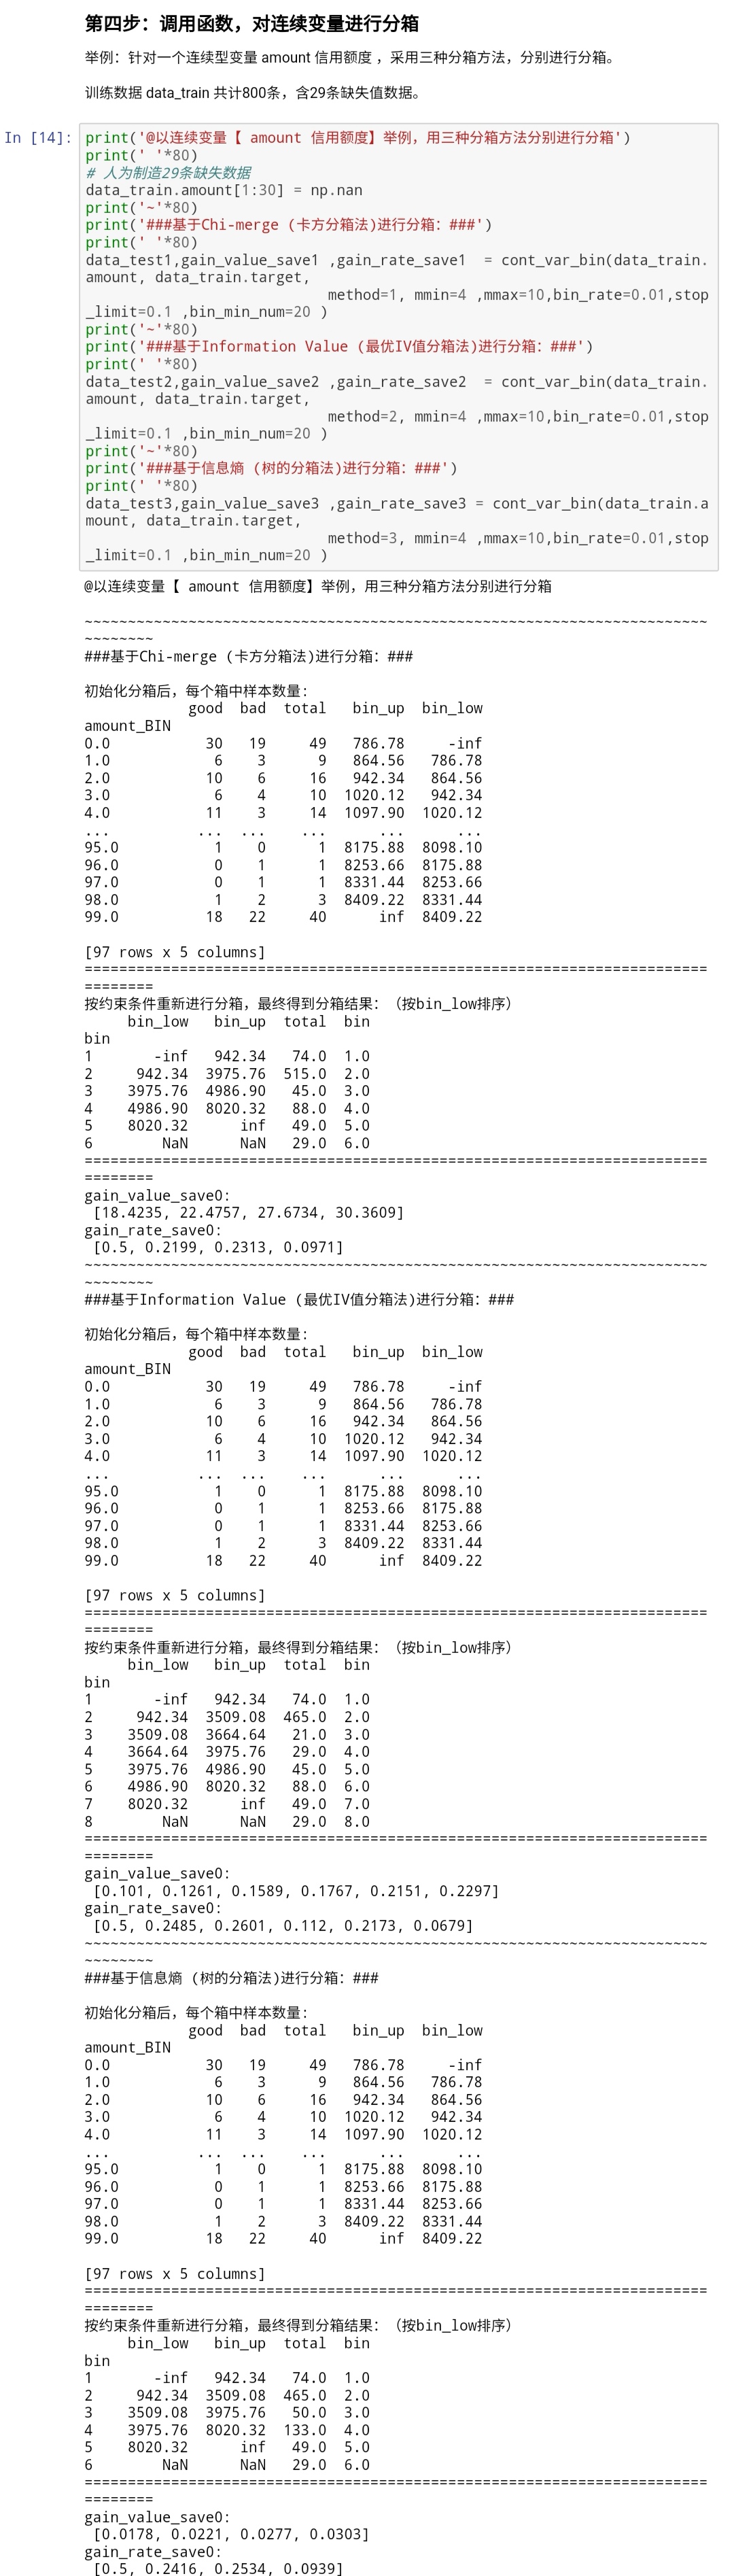 第四步：调用函数，对连续变量进行分箱
举例：针对一个连续型变量 amount 信用额度 ，采用三种分箱方法，分别进行分箱。
训练数据 data_train 共计800条，含29条缺失值数据。
In [14]:
print('@以连续变量【 amount 信用额度】举例，用三种分箱方法分别进行分箱')
print(' '*80)
# 人为制造29条缺失数据
data_train.amount[1:30] = np.nan
print('~'*80)
print('###基于Chi-merge (卡方分箱法)进行分箱：###')
print(' '*80)
data_test1,gain_value_save1 ,gain_rate_save1  = cont_var_bin(data_train.
amount, data_train.target,
                            method=1, mmin=4 ,mmax=10,bin_rate=0.01,stop
_limit=0.1 ,bin_min_num=20 )
print('~'*80)
print('###基于Information Value (最优IV值分箱法)进行分箱：###')
print(' '*80)
data_test2,gain_value_save2 ,gain_rate_save2  = cont_var_bin(data_train.
amount, data_train.target,
                            method=2, mmin=4 ,mmax=10,bin_rate=0.01,stop
_limit=0.1 ,bin_min_num=20 )
print('~'*80)
print('###基于信息熵 (树的分箱法)进行分箱：###')
print(' '*80)
data_test3,gain_value_save3 ,gain_rate_save3 = cont_var_bin(data_train.a
mount, data_train.target,
                            method=3, mmin=4 ,mmax=10,bin_rate=0.01,stop
_limit=0.1 ,bin_min_num=20 )
@以连续变量【 amount 信用额度】举例，用三种分箱方法分别进行分箱
~~~~~~~~~~~~~~~~~~~~~~~~~~~~~~~~~~~~~~~~~~~~~~~~~~~~~~~~~~~~~~~~~~~~~~~~
~~~~~~~~
###基于Chi-merge (卡方分箱法)进行分箱：###
初始化分箱后，每个箱中样本数量:
            good  bad  total   bin_up  bin_low
amount_BIN
0.0           30   19     49   786.78     -inf
1.0            6    3      9   864.56   786.78
2.0           10    6     16   942.34   864.56
3.0            6    4     10  1020.12   942.34
4.0           11    3     14  1097.90  1020.12
...          ...  ...    ...      ...      ...
95.0           1    0      1  8175.88  8098.10
96.0           0    1      1  8253.66  8175.88
97.0           0    1      1  8331.44  8253.66
98.0           1    2      3  8409.22  8331.44
99.0          18   22     40      inf  8409.22
[97 rows x 5 columns]
========================================================================
========
按约束条件重新进行分箱，最终得到分箱结果：（按bin_low排序）
     bin_low   bin_up  total  bin
bin
1       -inf   942.34   74.0  1.0
2     942.34  3975.76  515.0  2.0
3    3975.76  4986.90   45.0  3.0
4    4986.90  8020.32   88.0  4.0
5    8020.32      inf   49.0  5.0
6        NaN      NaN   29.0  6.0
========================================================================
========
gain_value_save0:
 [18.4235, 22.4757, 27.6734, 30.3609]
gain_rate_save0:
 [0.5, 0.2199, 0.2313, 0.0971]
~~~~~~~~~~~~~~~~~~~~~~~~~~~~~~~~~~~~~~~~~~~~~~~~~~~~~~~~~~~~~~~~~~~~~~~~
~~~~~~~~
###基于Information Value (最优IV值分箱法)进行分箱：###
初始化分箱后，每个箱中样本数量:
            good  bad  total   bin_up  bin_low
amount_BIN
0.0           30   19     49   786.78     -inf
1.0            6    3      9   864.56   786.78
2.0           10    6     16   942.34   864.56
3.0            6    4     10  1020.12   942.34
4.0           11    3     14  1097.90  1020.12
...          ...  ...    ...      ...      ...
95.0           1    0      1  8175.88  8098.10
96.0           0    1      1  8253.66  8175.88
97.0           0    1      1  8331.44  8253.66
98.0           1    2      3  8409.22  8331.44
99.0          18   22     40      inf  8409.22
[97 rows x 5 columns]
========================================================================
========
按约束条件重新进行分箱，最终得到分箱结果：（按bin_low排序）
     bin_low   bin_up  total  bin
bin
1       -inf   942.34   74.0  1.0
2     942.34  3509.08  465.0  2.0
3    3509.08  3664.64   21.0  3.0
4    3664.64  3975.76   29.0  4.0
5    3975.76  4986.90   45.0  5.0
6    4986.90  8020.32   88.0  6.0
7    8020.32      inf   49.0  7.0
8        NaN      NaN   29.0  8.0
========================================================================
========
gain_value_save0:
 [0.101, 0.1261, 0.1589, 0.1767, 0.2151, 0.2297]
gain_rate_save0:
 [0.5, 0.2485, 0.2601, 0.112, 0.2173, 0.0679]
~~~~~~~~~~~~~~~~~~~~~~~~~~~~~~~~~~~~~~~~~~~~~~~~~~~~~~~~~~~~~~~~~~~~~~~~
~~~~~~~~
###基于信息熵 (树的分箱法)进行分箱：###
初始化分箱后，每个箱中样本数量:
            good  bad  total   bin_up  bin_low
amount_BIN
0.0           30   19     49   786.78     -inf
1.0            6    3      9   864.56   786.78
2.0           10    6     16   942.34   864.56
3.0            6    4     10  1020.12   942.34
4.0           11    3     14  1097.90  1020.12
...          ...  ...    ...      ...      ...
95.0           1    0      1  8175.88  8098.10
96.0           0    1      1  8253.66  8175.88
97.0           0    1      1  8331.44  8253.66
98.0           1    2      3  8409.22  8331.44
99.0          18   22     40      inf  8409.22
[97 rows x 5 columns]
========================================================================
========
按约束条件重新进行分箱，最终得到分箱结果：（按bin_low排序）
     bin_low   bin_up  total  bin
bin
1       -inf   942.34   74.0  1.0
2     942.34  3509.08  465.0  2.0
3    3509.08  3975.76   50.0  3.0
4    3975.76  8020.32  133.0  4.0
5    8020.32      inf   49.0  5.0
6        NaN      NaN   29.0  6.0
========================================================================
========
gain_value_save0:
 [0.0178, 0.0221, 0.0277, 0.0303]
gain_rate_save0:
 [0.5, 0.2416, 0.2534, 0.0939]